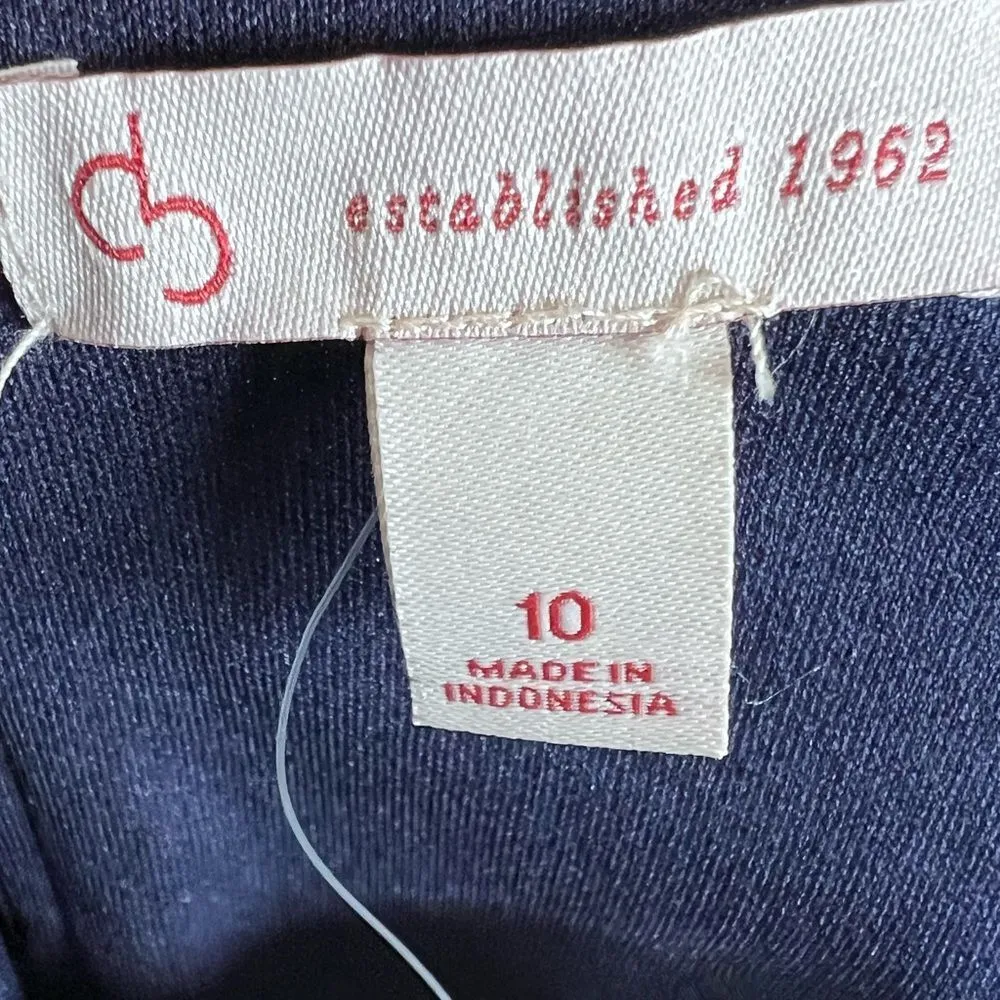 established 1962
10
MADE IN
INDONESIA